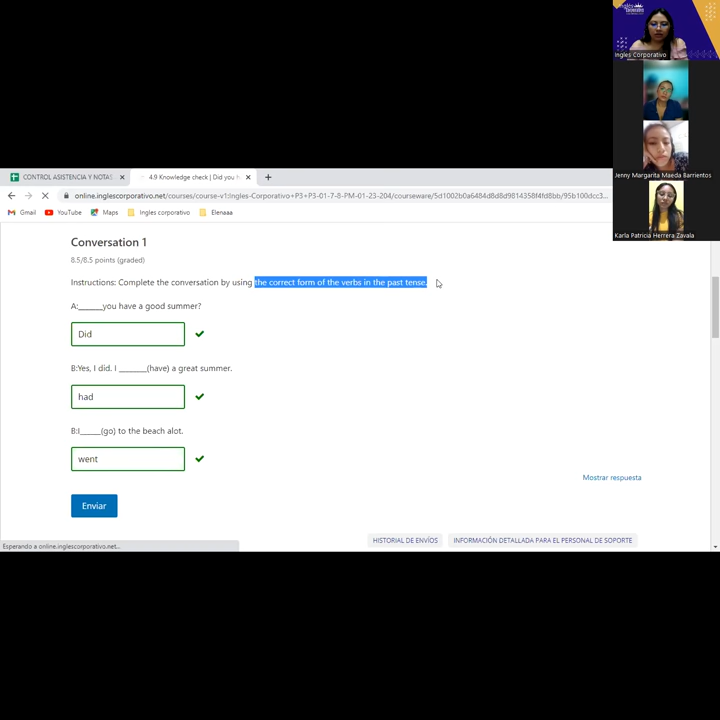 Ingles Corporativo
Jenny Margarita Maeda Barrientos
Karla Patricia Herrera Zavala
CONTROL ASISTENCIA Y NOTAS
4.9 Knowledge check | Did you h
online.inglescorporativo.net/courses/course-v1:Ingles-Corporativo+P3+P3-01-7-8-PM-01-23-204/courseware/5d1002b0a6484d8d8d9814358f4fd8bb/95b100dcc3...
Gmail
YouTube
Maps
Ingles corporativo
Elenaaa
Conversation 1
8.5/8.5 points (graded)
Instructions: Complete the conversation by using the correct form of the verbs in the past tense.
A:______you have a good summer?
Did
B:Yes, I did. I _______(have) a great summer.
had
B:I_____(go) to the beach alot.
went
Mostrar respuesta
Enviar
HISTORIAL DE ENVÍOS
INFORMACIÓN DETALLADA PARA EL PERSONAL DE SOPORTE
Esperando a online.inglescorporativo.net...